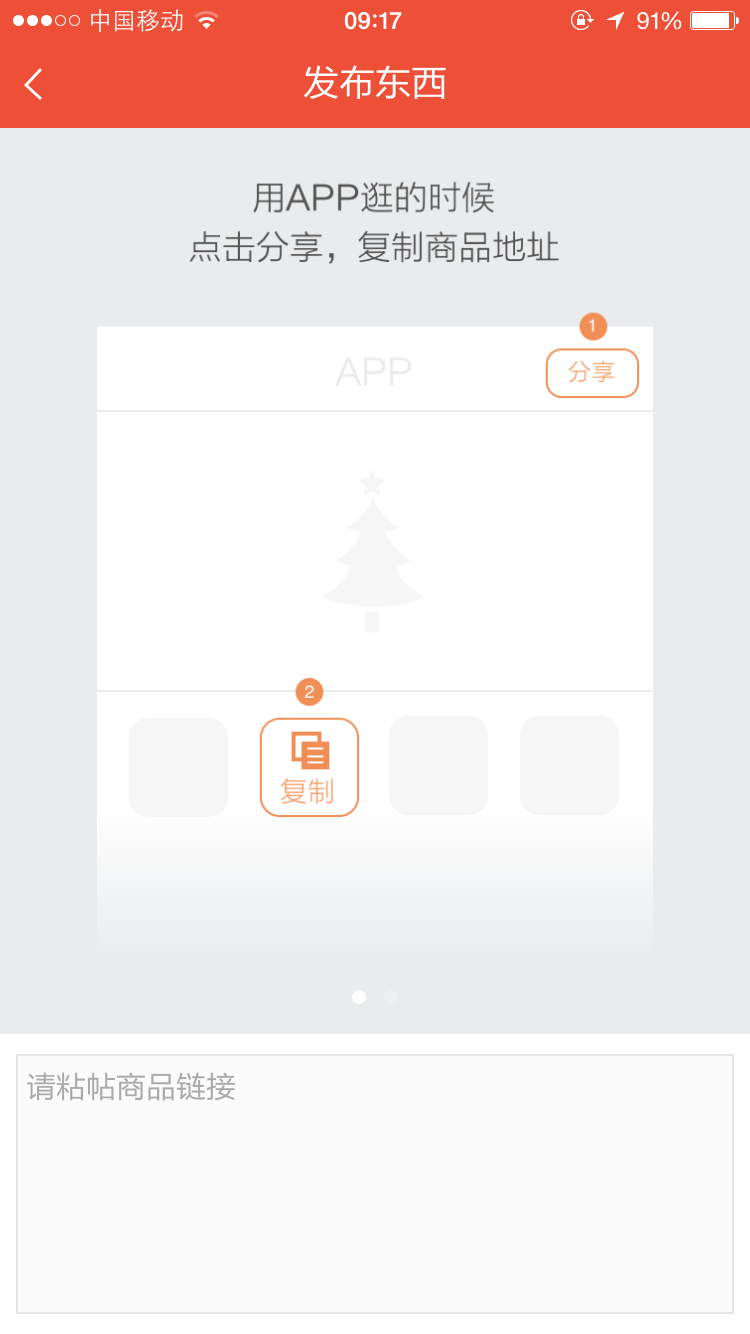 中国移动
09:17
91%
发布东西
用APP逛的时候
点击分享，复制商品地址
1
APP
分享
2
复制
请粘帖商品链接